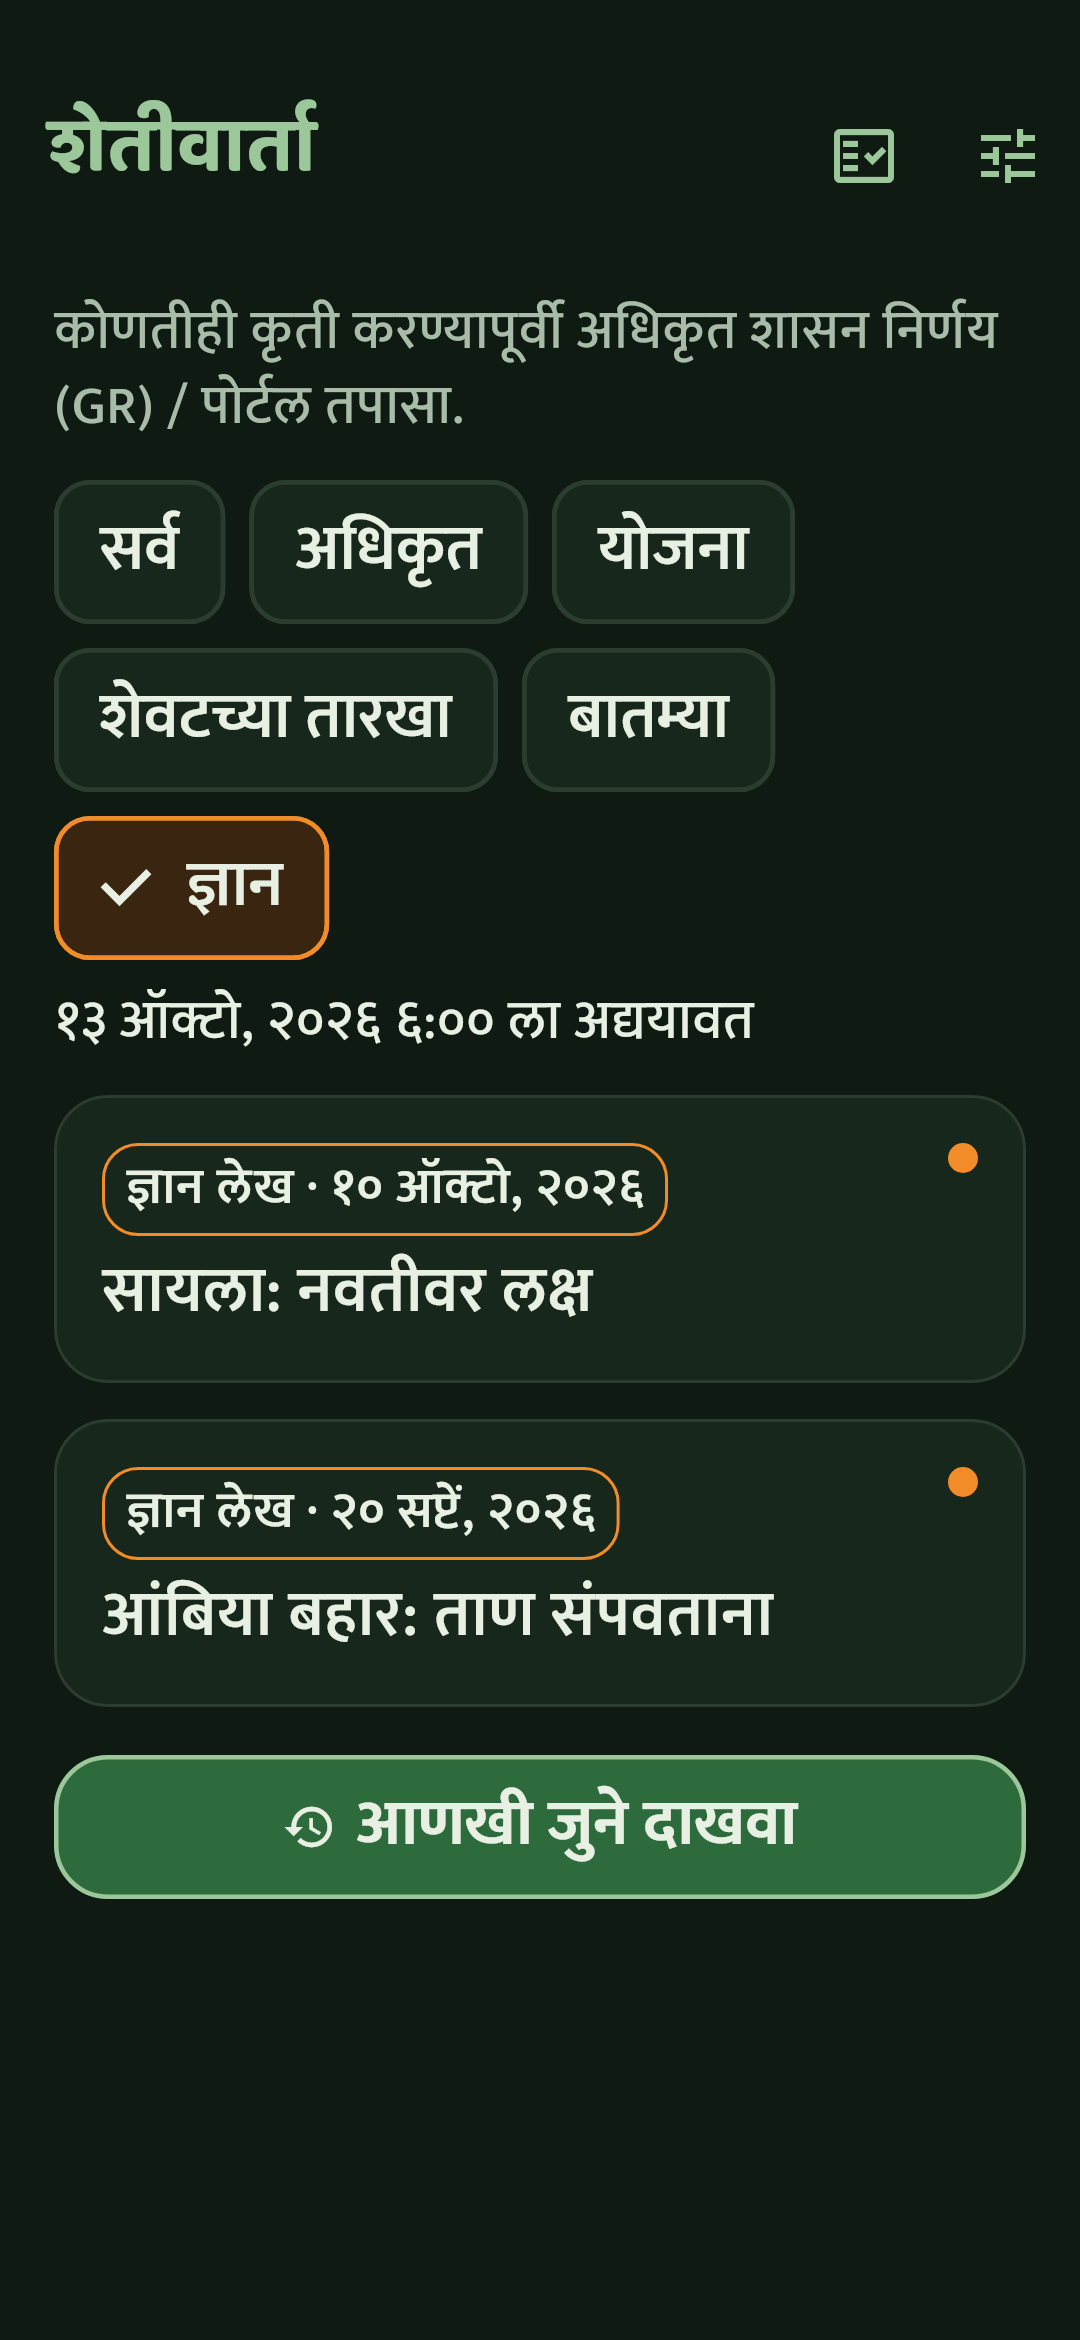 शेतीवार्ता
कोणतीही कृती करण्यापूर्वी अधिकृत शासन निर्णय
(GR) / पोर्टल तपासा.
सर्व
अधिकृत
योजना
शेवटच्या तारखा
बातम्या
ज्ञान
१३ ऑक्टो, २०२६ ६:०० ला अद्ययावत
ज्ञान लेख · १० ऑक्टो, २०२६
सायला: नवतीवर लक्ष
ज्ञान लेख · २० सप्टें, २०२६
आंबिया बहार: ताण संपवताना
आणखी जुने दाखवा